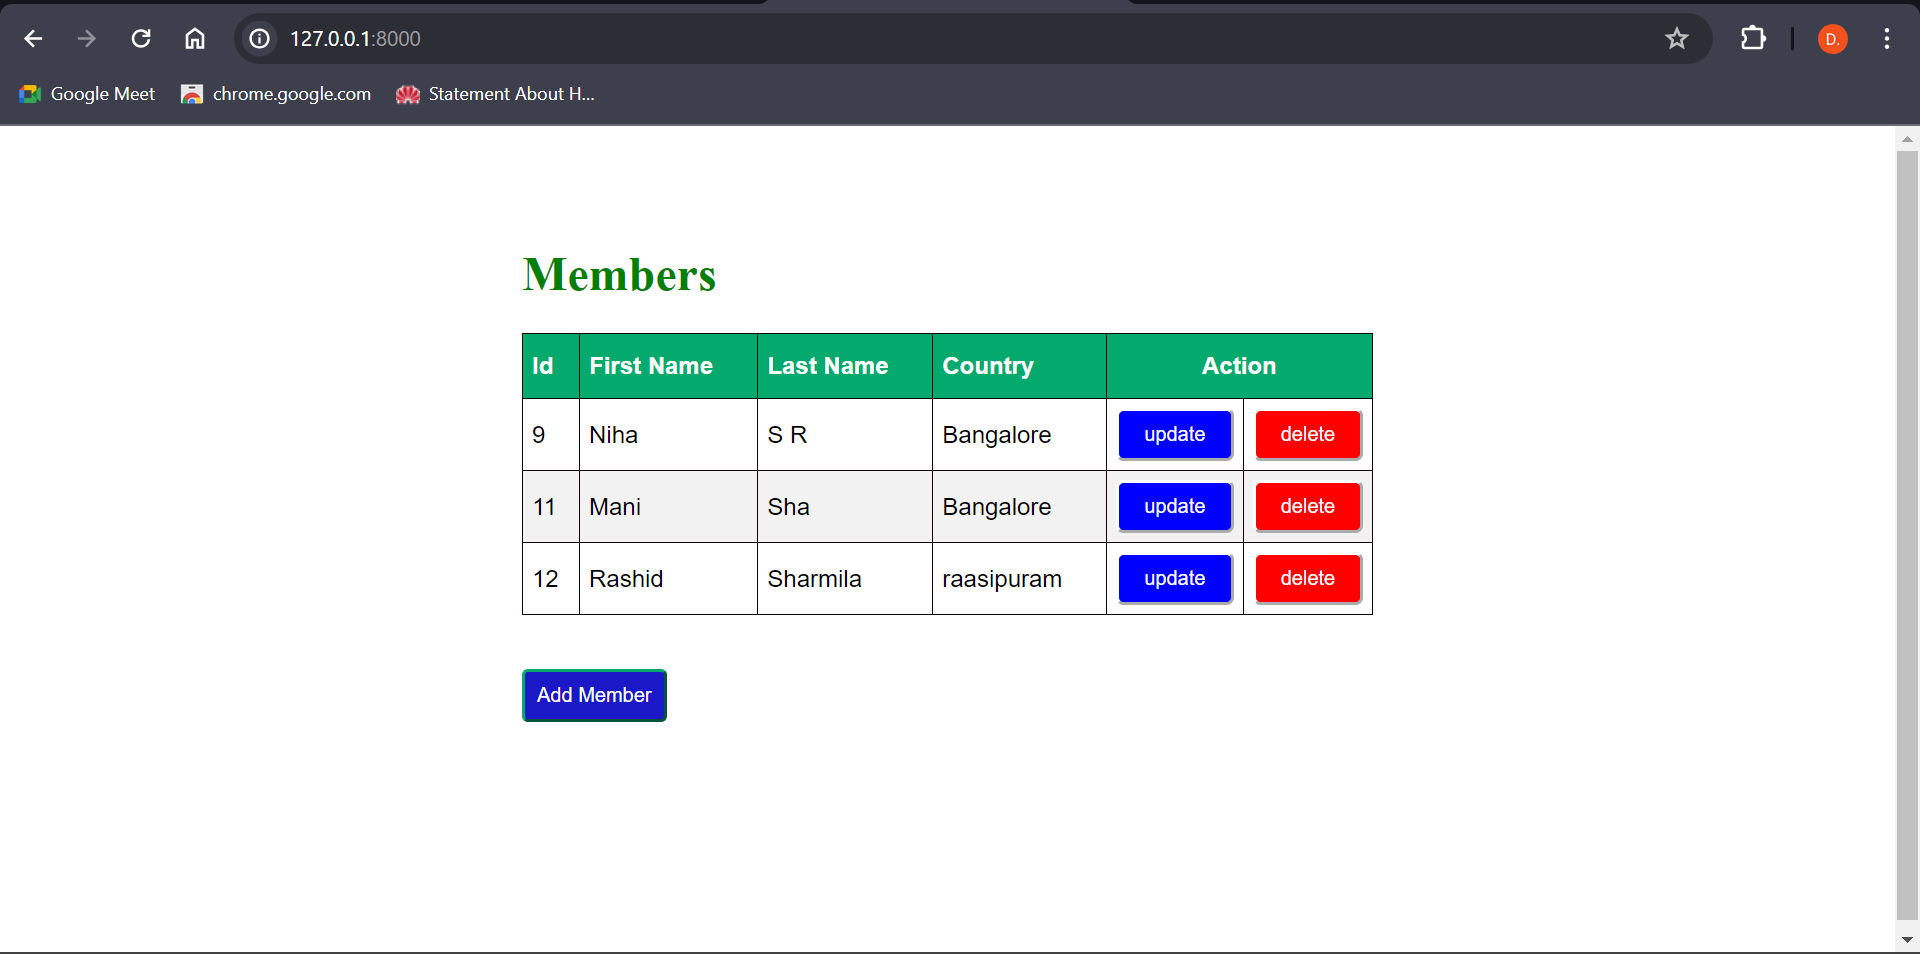 127.0.0.1:8000
D.
Google Meet chrome.google.com Statement About H...
Members
Id First Name Last Name Country Action
9 Niha S R Bangalore update delete
11 Mani Sha Bangalore update delete
12 Rashid Sharmila raasipuram update delete
Add Member